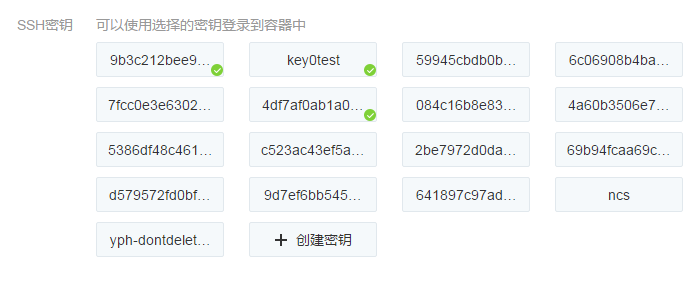 SSH密钥 可以使用选择的密钥登录到容器中
9b3c212bee9... key0test 59945cbdb0b... 6c06908b4ba...
7fcc0e3e6302... 4df7af0ab1a0... 084c16b8e83... 4a60b3506e7...
5386df48c461... c523ac43ef5a... 2be7972d0da... 69b94fcaa69c...
d579572fd0bf... 9d7ef6bb545... 641897c97ad... ncs
yph-dontdelet... + 创建密钥